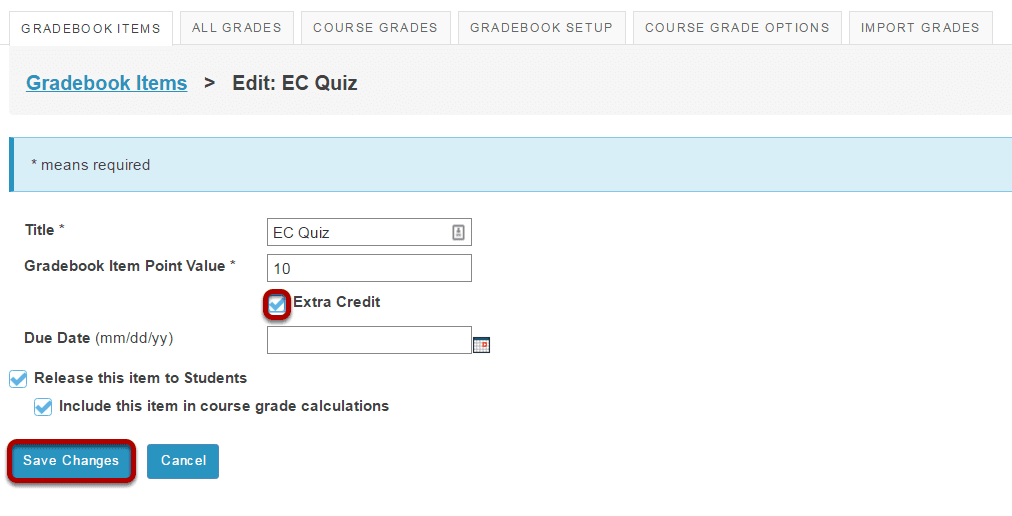 GRADEBOOK ITEMS ALL GRADES COURSE GRADES GRADEBOOK SETUP COURSE GRADE OPTIONS IMPORT GRADES
Gradebook Items > Edit: EC Quiz
* means required
Title * EC Quiz
Gradebook Item Point Value * 10
Extra Credit
Due Date (mm/dd/yy)
Release this item to Students
Include this item in course grade calculations
Save Changes Cancel